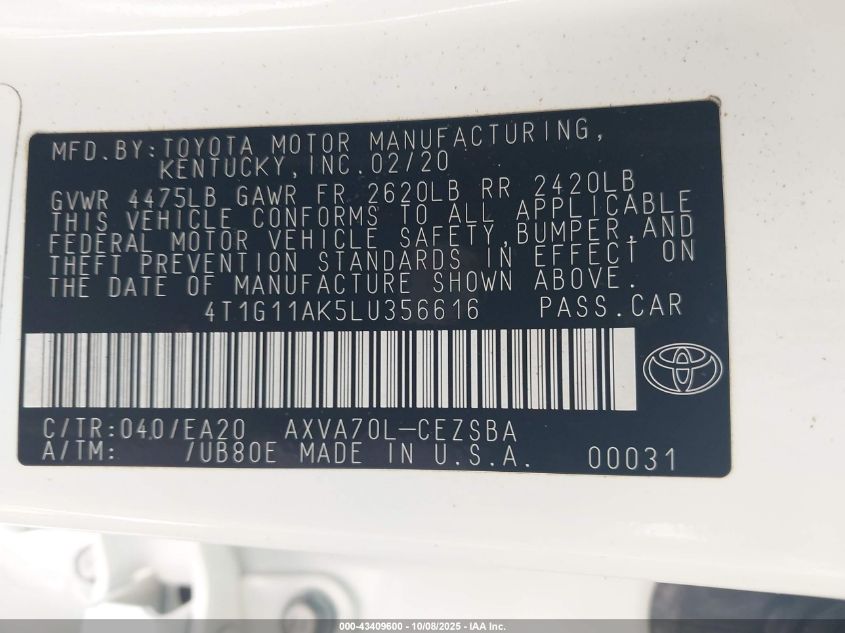 MFD.BY:TOYOTA MOTOR MANUFACTURING,
KENTUCKY,INC.02/20
GVWR 4475LB GAWR FR 2620LB RR 2420LB
THIS VEHICLE CONFORMS TO ALL APPLICABLE
FEDERAL MOTOR VEHICLE SAFETY,BUMPER,AND
THEFT PREVENTION STANDARDS IN EFFECT ON
THE DATE OF MANUFACTURE SHOWN ABOVE.
4T1G11AK5LU356616 PASS.CAR
C/TR:040/EA20 AXVA70L-CEZSBA
A/TM: /UB80E MADE IN U.S.A. 00031
000-43409600 - 10/08/2025 - IAA Inc.